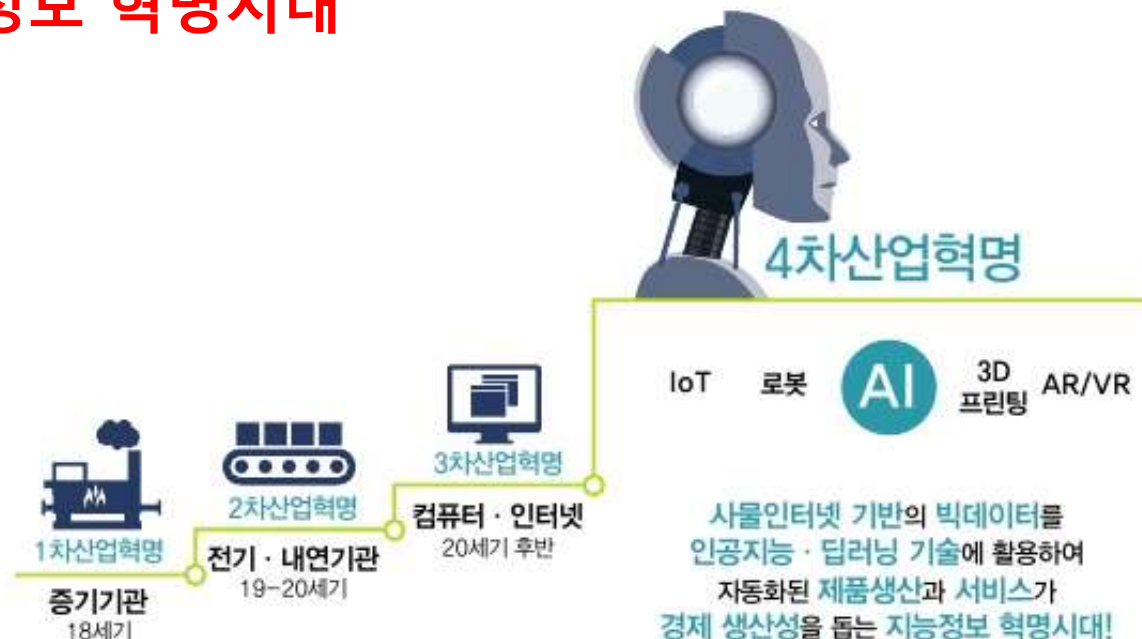 정보 혁명시대
4차산업혁명
IoT 로봇 AI 3D 프린팅 AR/VR
3차산업혁명
컴퓨터 · 인터넷
20세기 후반
2차산업혁명
전기 · 내연기관
19-20세기
1차산업혁명
증기기관
18세기
사물인터넷 기반의 빅데이터를
인공지능 · 딥러닝 기술에 활용하여
자동화된 제품생산과 서비스가
경제 생산성을 돕는 지능정보 혁명시대!